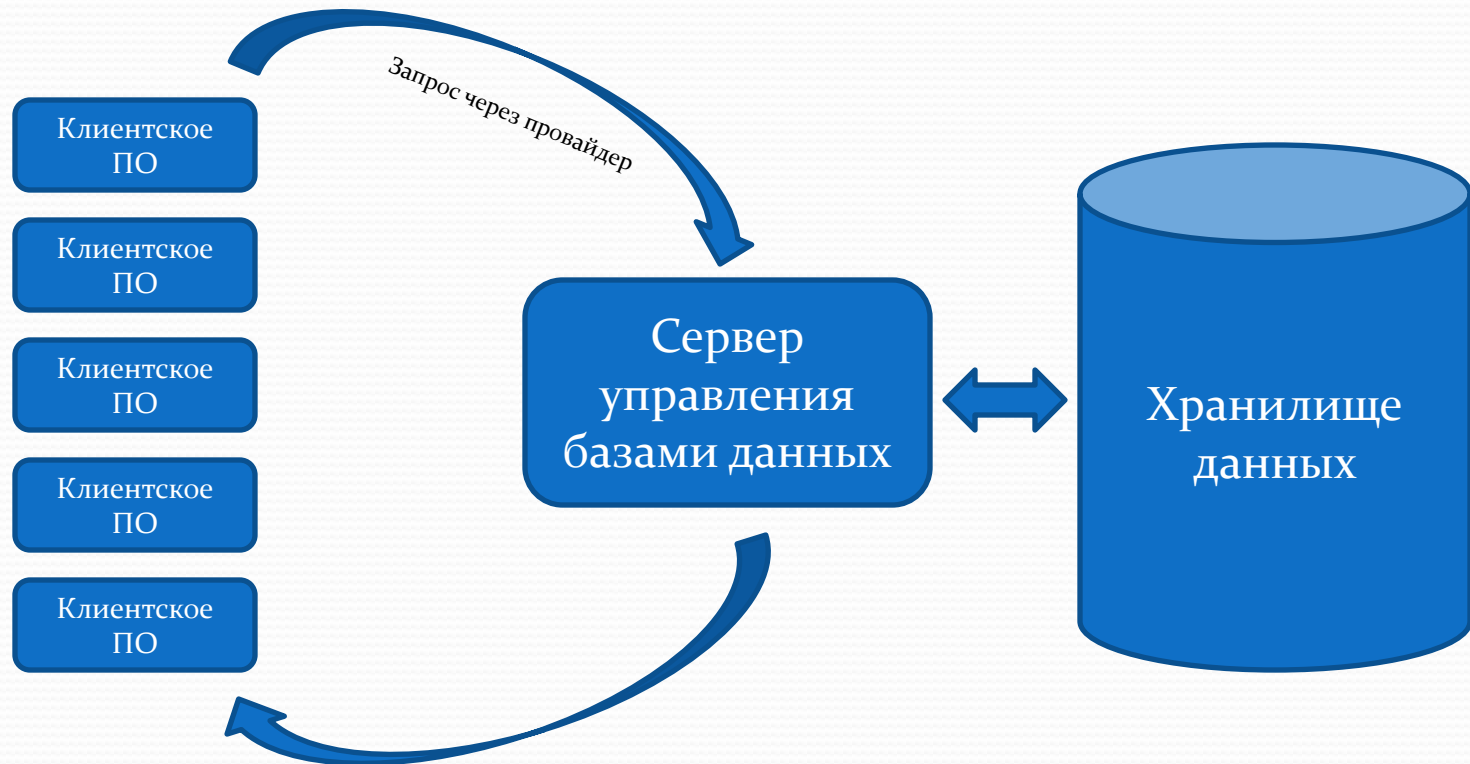 Запрос через провайдер
Клиентское
ПО
Клиентское
ПО
Клиентское
ПО
Клиентское
ПО
Клиентское
ПО
Сервер
управления
базами данных
Хранилище
данных